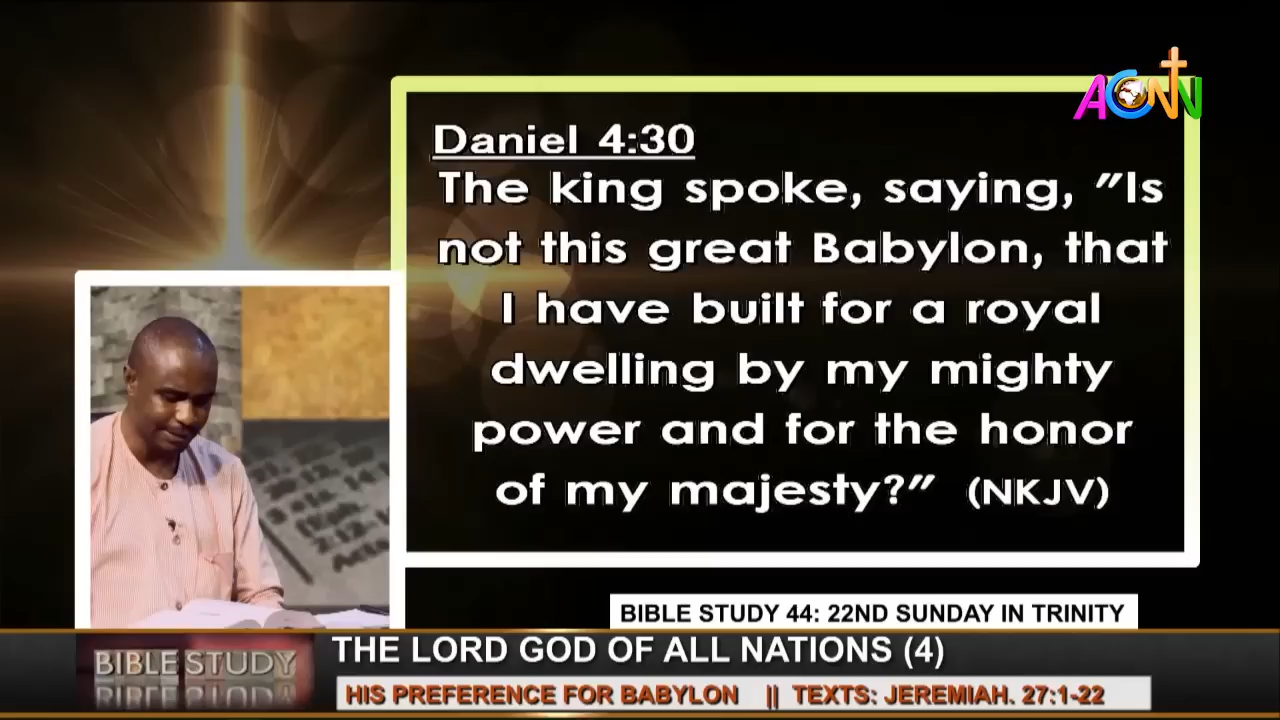 ACNN
Daniel 4:30
The king spoke, saying, "Is
not this great Babylon, that
I have built for a royal
dwelling by my mighty
power and for the honor
of my majesty?" (NKJV)
BIBLE STUDY 44: 22ND SUNDAY IN TRINITY
BIBLE STUDY
THE LORD GOD OF ALL NATIONS (4)
HIS PREFERENCE FOR BABYLON || TEXTS: JEREMIAH. 27:1-22